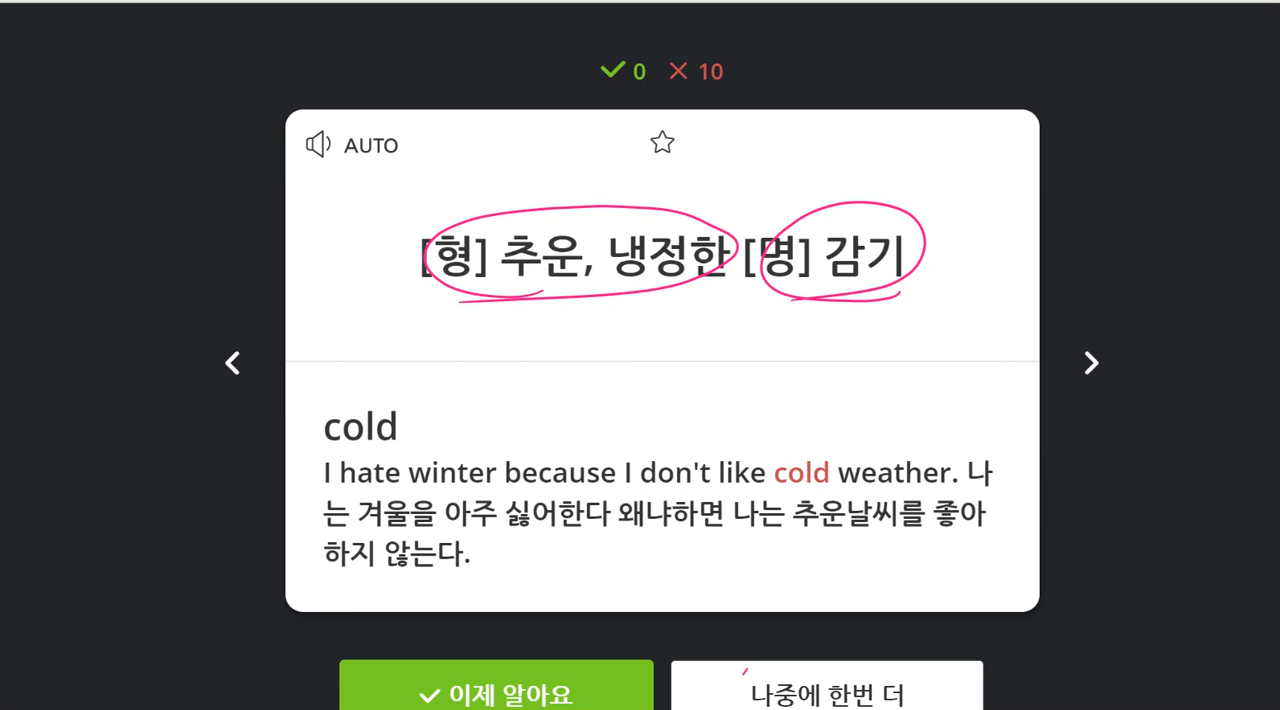 0 10
AUTO
[형] 추운, 냉정한 [명] 감기
cold
I hate winter because I don't like cold weather. 나
는 겨울을 아주 싫어한다 왜냐하면 나는 추운날씨를 좋아
하지 않는다.
이제 알아요 나중에 한번 더